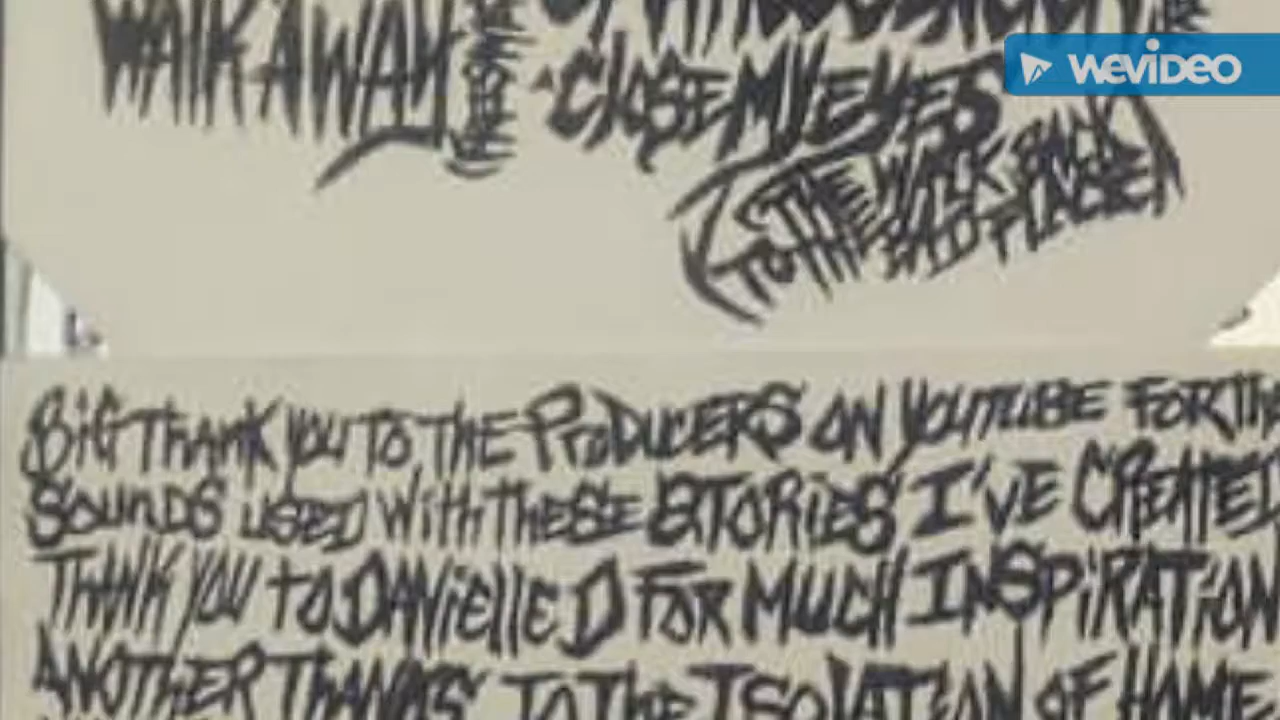 WALK AWAY
CLOSE MY EYES
(TO THE WALK BACK
BAD PLACE)
WEVIDEO
BIG THANK YOU TO THE PRODUCERS ON YOUTUBE FOR THE
SOUNDS USED WITH THESE STORIES I'VE CREATED
THANK YOU TO DANIELLE D FOR MUCH INSPIRATION
ANOTHER THANKS TO THE ISOLATION OF HOME